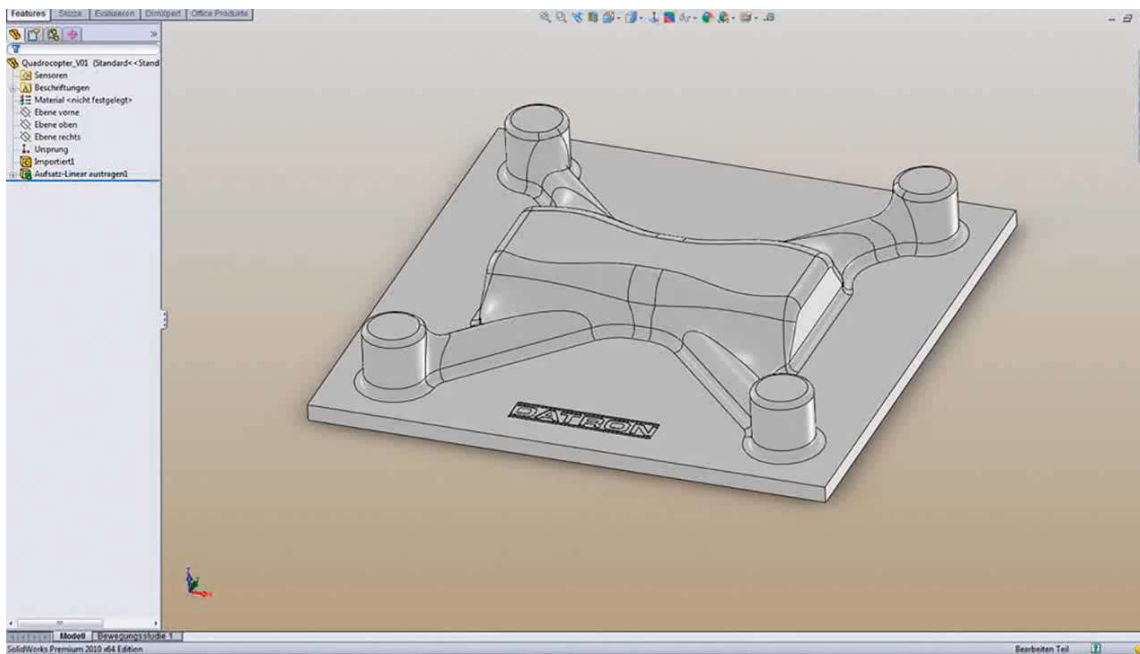 Features Skizze Evaluieren DimXpert Office Produkte
Quadrocopter_V01 (Standard<<Stand
Sensoren
Beschriftungen
Material <nicht festgelegt>
Ebene vorne
Ebene oben
Ebene rechts
Ursprung
Importiert1
Aufsatz-Linear austragen1
DATRON
Modell Bewegungsstudie 1
SolidWorks Premium 2010 x64 Edition Bearbeiten Teil